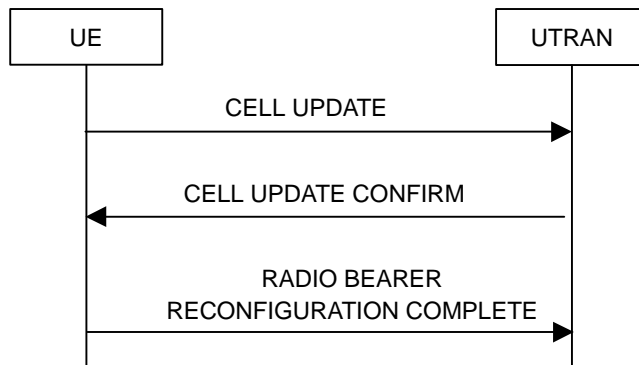 UE
UTRAN
CELL UPDATE
CELL UPDATE CONFIRM
RADIO BEARER
RECONFIGURATION COMPLETE